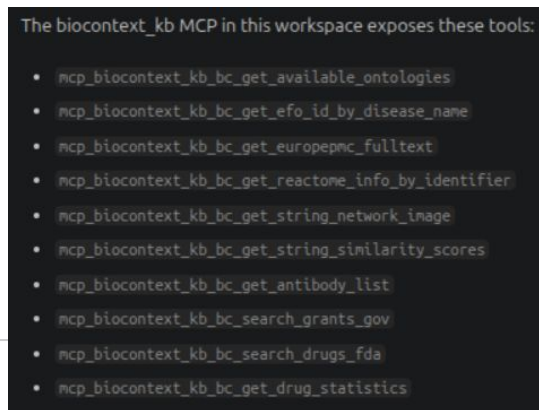 The biocontext_kb MCP in this workspace exposes these tools:
• mcp_biocontext_kb_bc_get_available_ontologies
• mcp_biocontext_kb_bc_get_efo_id_by_disease_name
• mcp_biocontext_kb_bc_get_europepmc_fulltext
• mcp_biocontext_kb_bc_get_reactome_info_by_identifier
• mcp_biocontext_kb_bc_get_string_network_image
• mcp_biocontext_kb_bc_get_string_similarity_scores
• mcp_biocontext_kb_bc_get_antibody_list
• mcp_biocontext_kb_bc_search_grants_gov
• mcp_biocontext_kb_bc_search_drugs_fda
• mcp_biocontext_kb_bc_get_drug_statistics